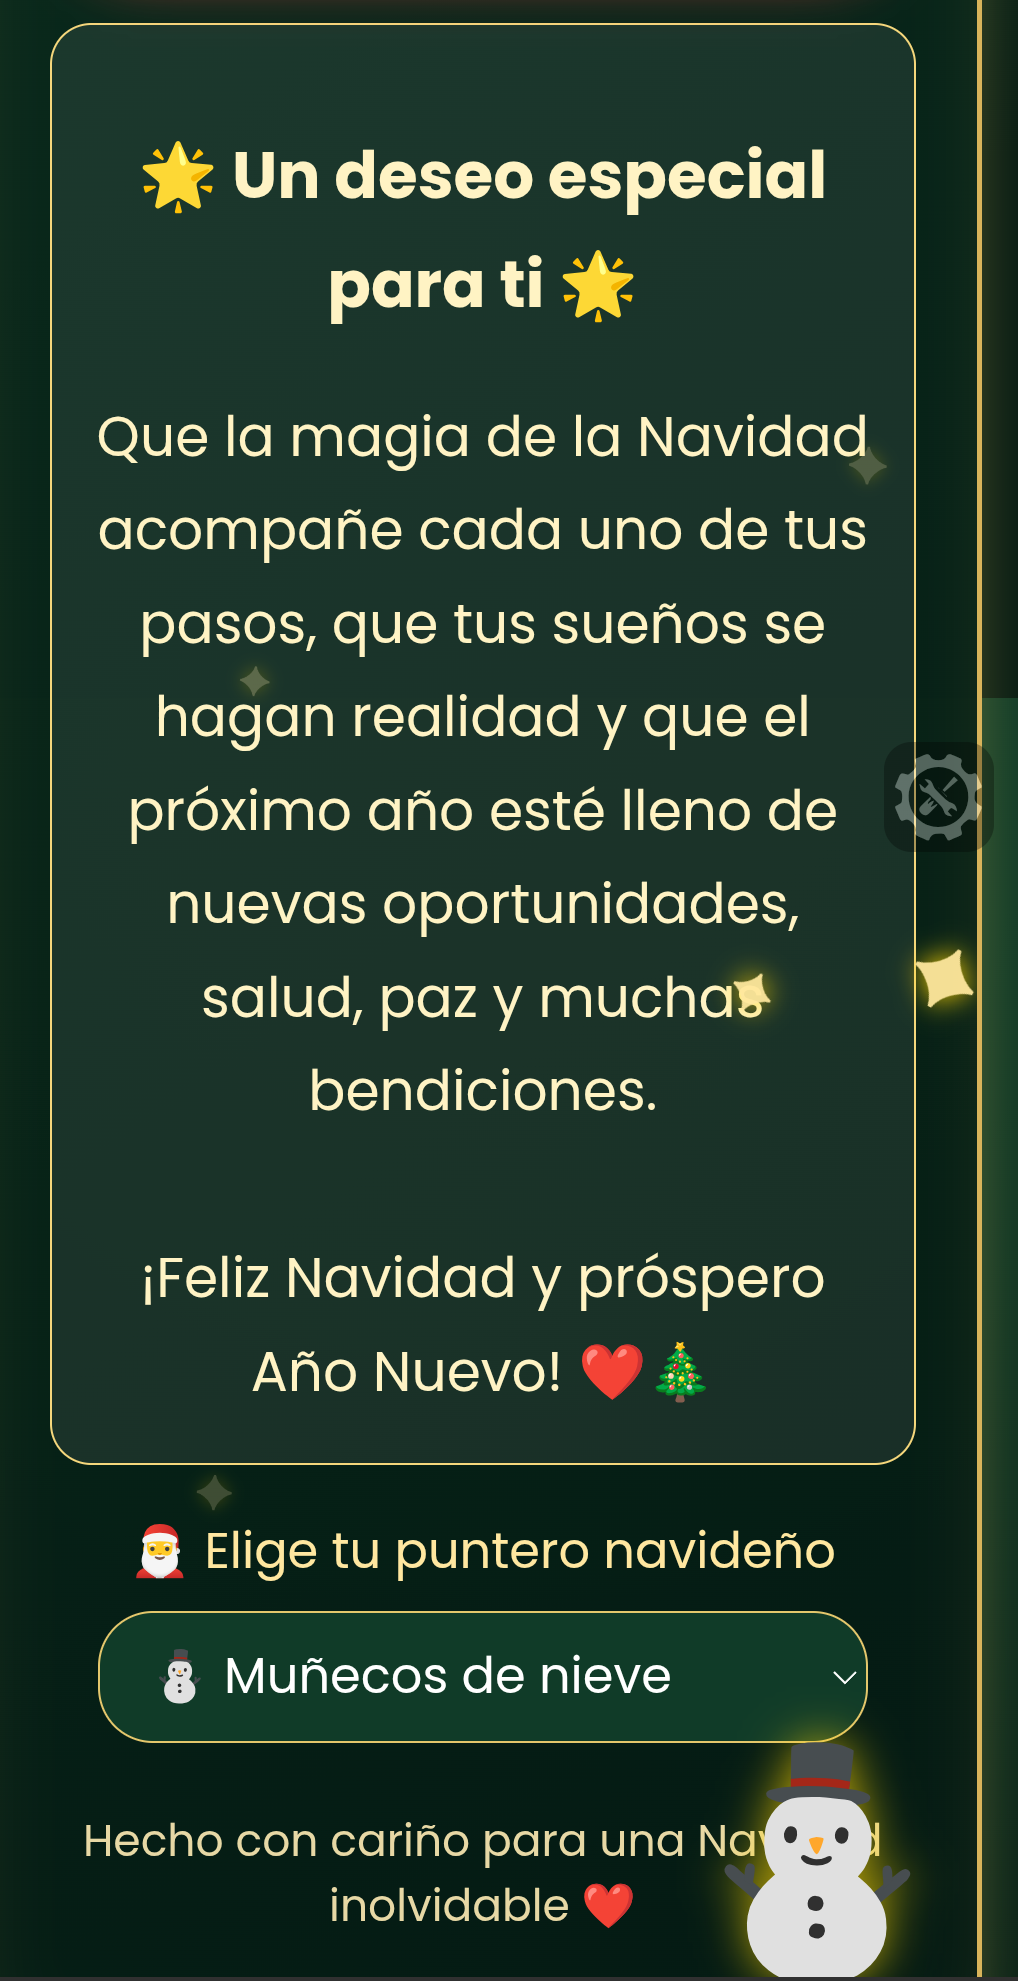 🌟 Un deseo especial
para ti 🌟
Que la magia de la Navidad
acompañe cada uno de tus
pasos, que tus sueños se
hagan realidad y que el
próximo año esté lleno de
nuevas oportunidades,
salud, paz y muchas
bendiciones.
¡Feliz Navidad y próspero
Año Nuevo! ❤️🎄
🎅 Elige tu puntero navideño
⛄ Muñecos de nieve
Hecho con cariño para una Navidad
inolvidable ❤️